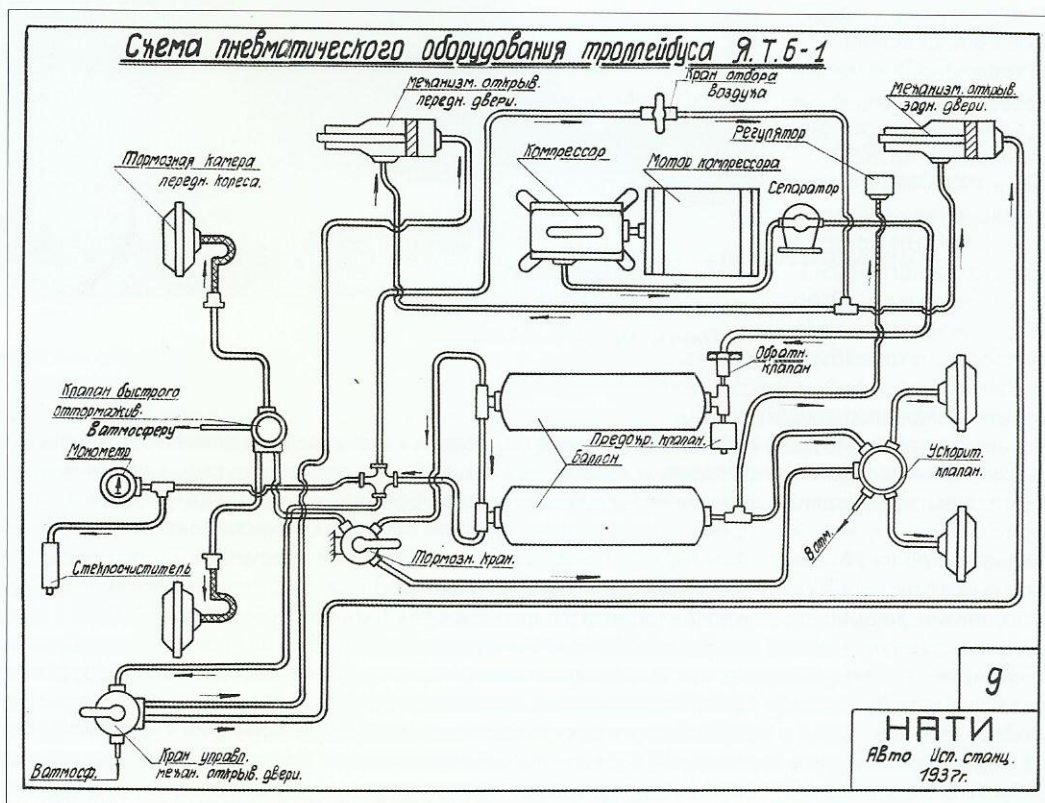 Схема пневматического оборудования троллейбуса Я.Т.Б-1
Механизм. открыв.
передн. двери.
Кран отбора
воздуха
Механизм. открыв.
задн. двери.
Регулятор
Компрессор
Мотор компрессора
Сепаратор
Тормозная камера
передн. колеса.
Обратн.
клапан
Клапан быстрого
оттормажив.
В атмосферу
Монометр
Предохр. клапан.
Баллон
Ускорит.
клапан.
В отм.
Тормозн. кран.
Стеклоочиститель
Кран управл.
механ. открыв. двери.
В атмосф.
9
НАТИ
Авто Исп. станц.
1937г.